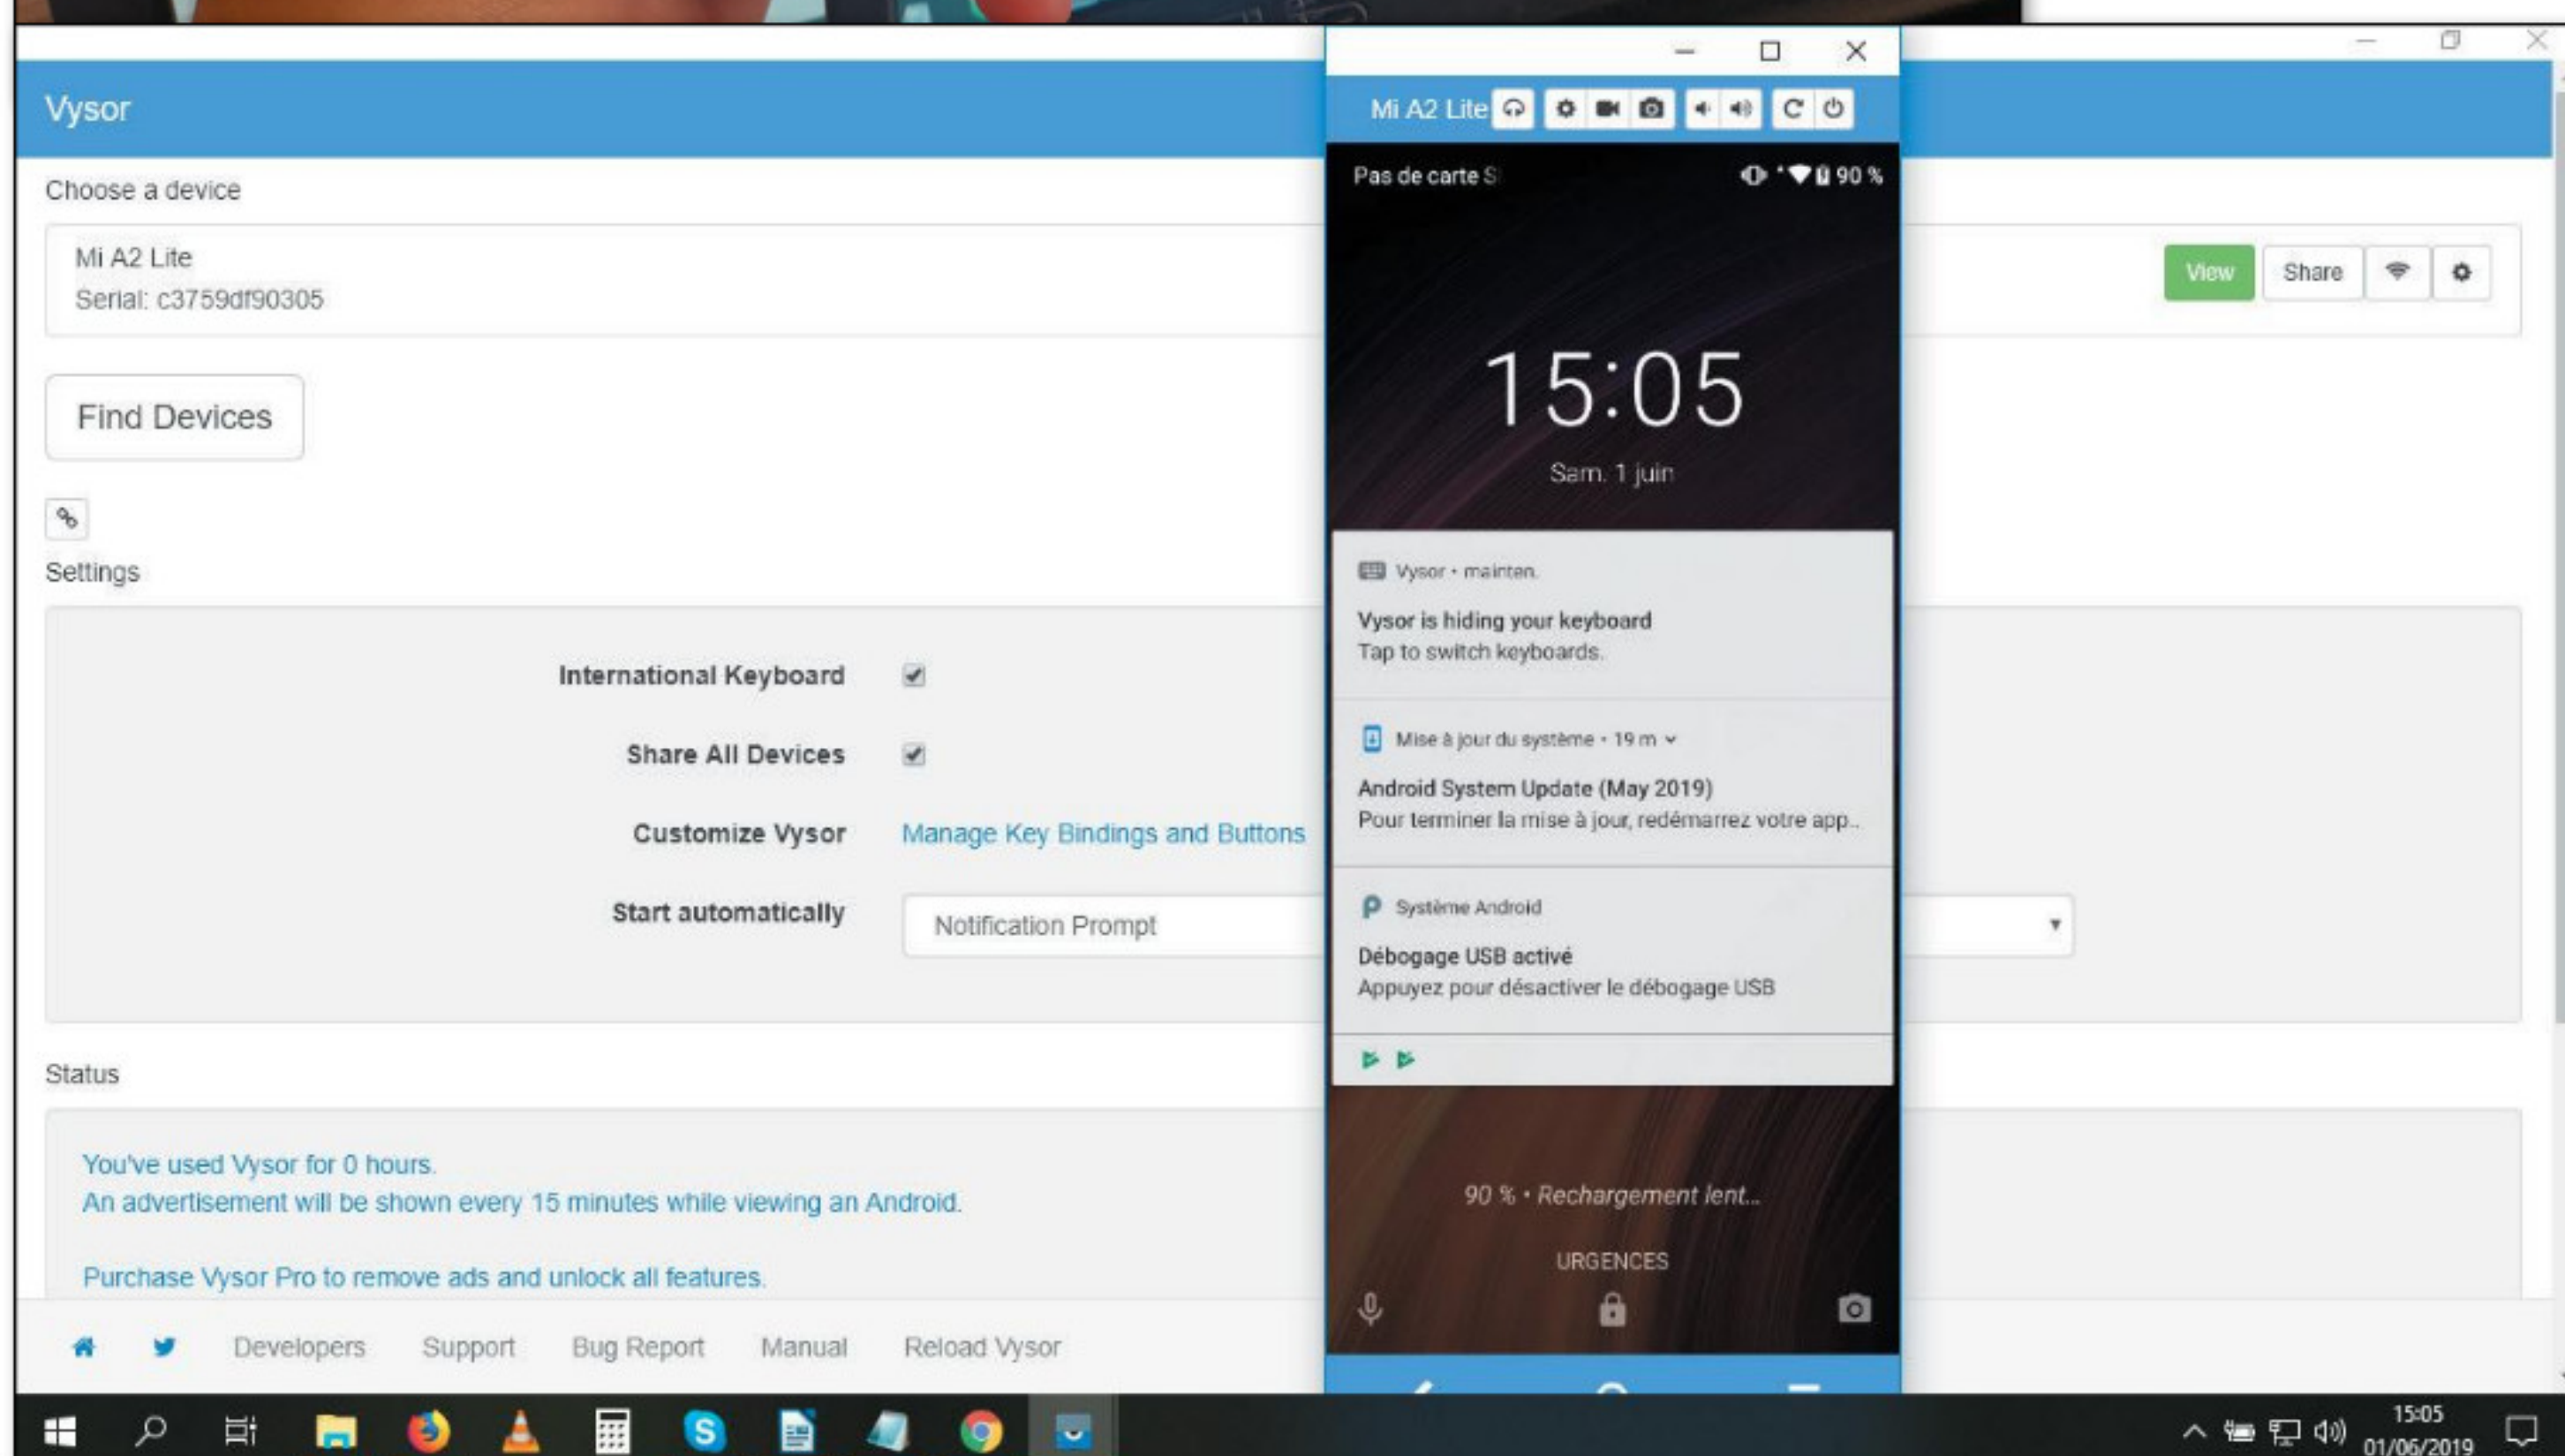 Vysor
Choose a device
Mi A2 Lite
Serial: c3759df90305
View
Share
Find Devices
Settings
International Keyboard
Share All Devices
Customize Vysor
Manage Key Bindings and Buttons
Start automatically
Notification Prompt
Status
You've used Vysor for 0 hours.
An advertisement will be shown every 15 minutes while viewing an Android.
Purchase Vysor Pro to remove ads and unlock all features.
Developers
Support
Bug Report
Manual
Reload Vysor
Mi A2 Lite
Pas de carte S
90 %
15:05
Sam. 1 juin
Vysor • mainten.
Vysor is hiding your keyboard
Tap to switch keyboards.
Mise à jour du système • 19 m
Android System Update (May 2019)
Pour terminer la mise à jour, redémarrez votre app..
Système Android
Débogage USB activé
Appuyez pour désactiver le débogage USB
90 % • Rechargement lent...
URGENCES
15:05
01/06/2019